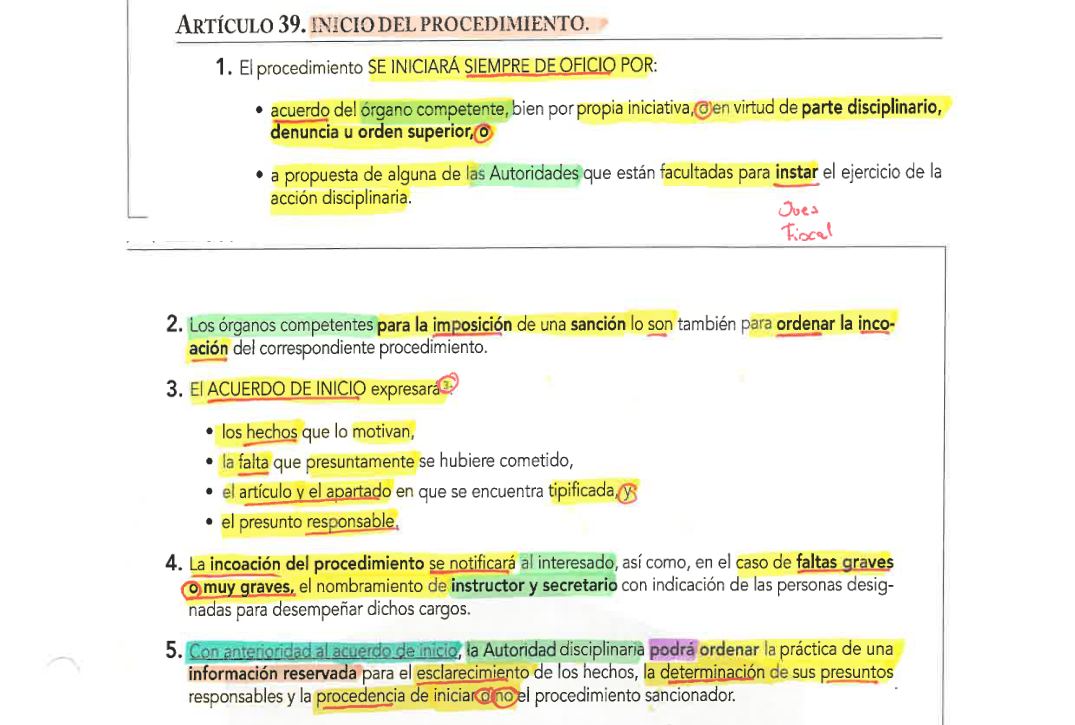 ARTÍCULO 39. INICIO DEL PROCEDIMIENTO.
1. El procedimiento SE INICIARÁ SIEMPRE DE OFICIO POR:
• acuerdo del órgano competente, bien por propia iniciativa, o en virtud de parte disciplinario,
denuncia u orden superior, o
• a propuesta de alguna de las Autoridades que están facultadas para instar el ejercicio de la
acción disciplinaria.
Jues
Fiscal
2. Los órganos competentes para la imposición de una sanción lo son también para ordenar la inco-
ación del correspondiente procedimiento.
3. El ACUERDO DE INICIO expresará:
• los hechos que lo motivan,
• la falta que presuntamente se hubiere cometido,
• el artículo y el apartado en que se encuentra tipificada, y
• el presunto responsable.
4. La incoación del procedimiento se notificará al interesado, así como, en el caso de faltas graves
o muy graves, el nombramiento de instructor y secretario con indicación de las personas desig-
nadas para desempeñar dichos cargos.
5. Con anterioridad al acuerdo de inicio, la Autoridad disciplinaria podrá ordenar la práctica de una
información reservada para el esclarecimiento de los hechos, la determinación de sus presuntos
responsables y la procedencia de iniciar o no el procedimiento sancionador.